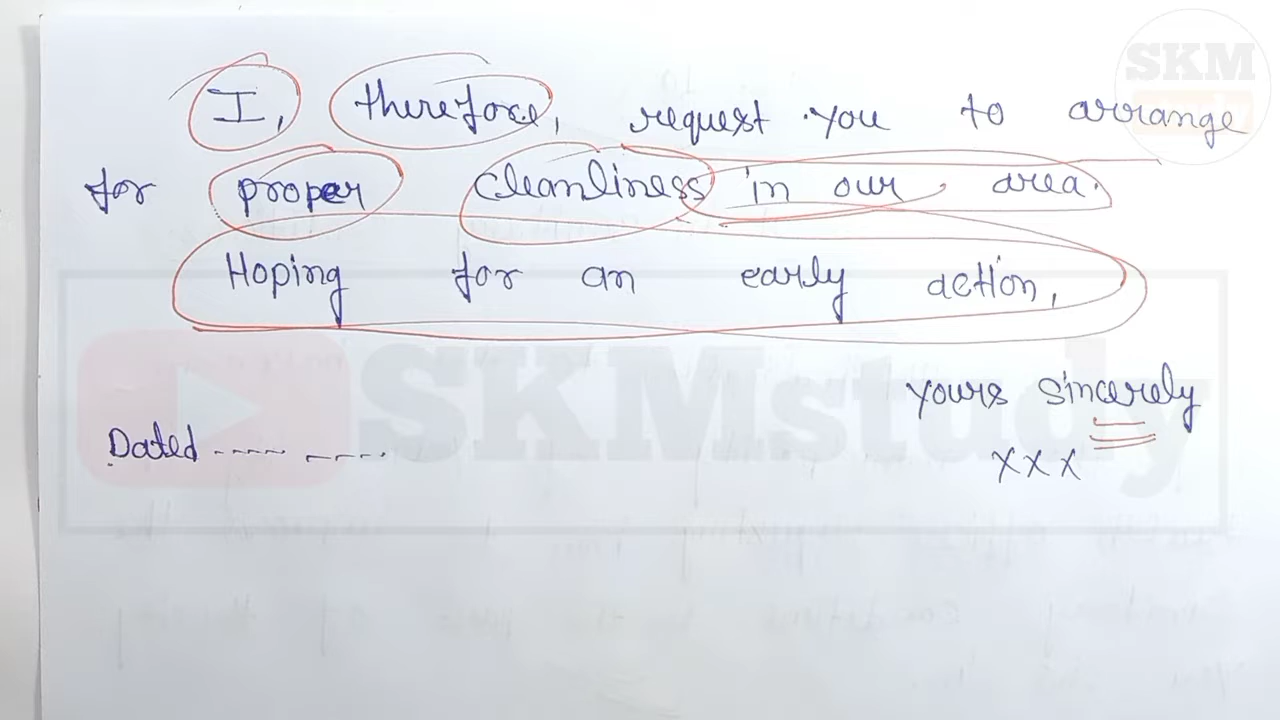 SKM
study
I, therefore, request you to arrange
for proper cleanliness in our area.
Hoping for an early action,
SKMstudy
yours sincerely
Dated ---- ----
x x x